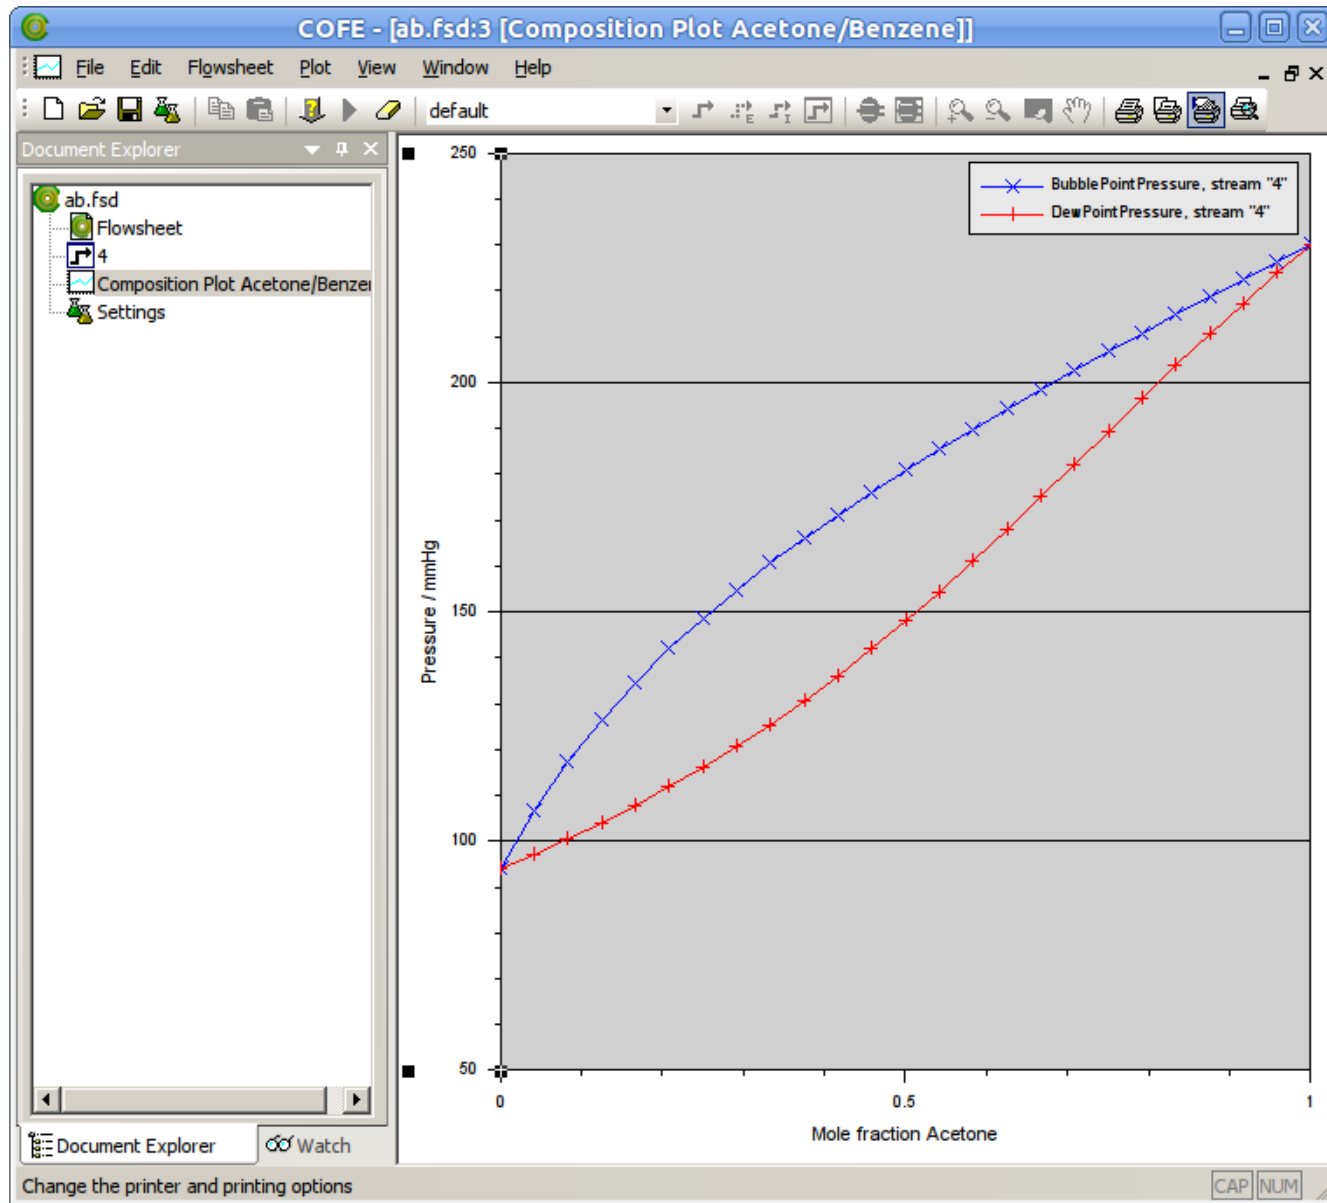 COFE - [ab.fsd:3 [Composition Plot Acetone/Benzene]]
File Edit Flowsheet Plot View Window Help
default
Document Explorer
ab.fsd
Flowsheet
4
Composition Plot Acetone/Benzer
Settings
Document Explorer Watch
250
200
150
100
50
Pressure / mmHg
BubblePointPressure, stream "4"
DewPointPressure, stream "4"
0 0.5 1
Mole fraction Acetone
Change the printer and printing options
CAP NUM